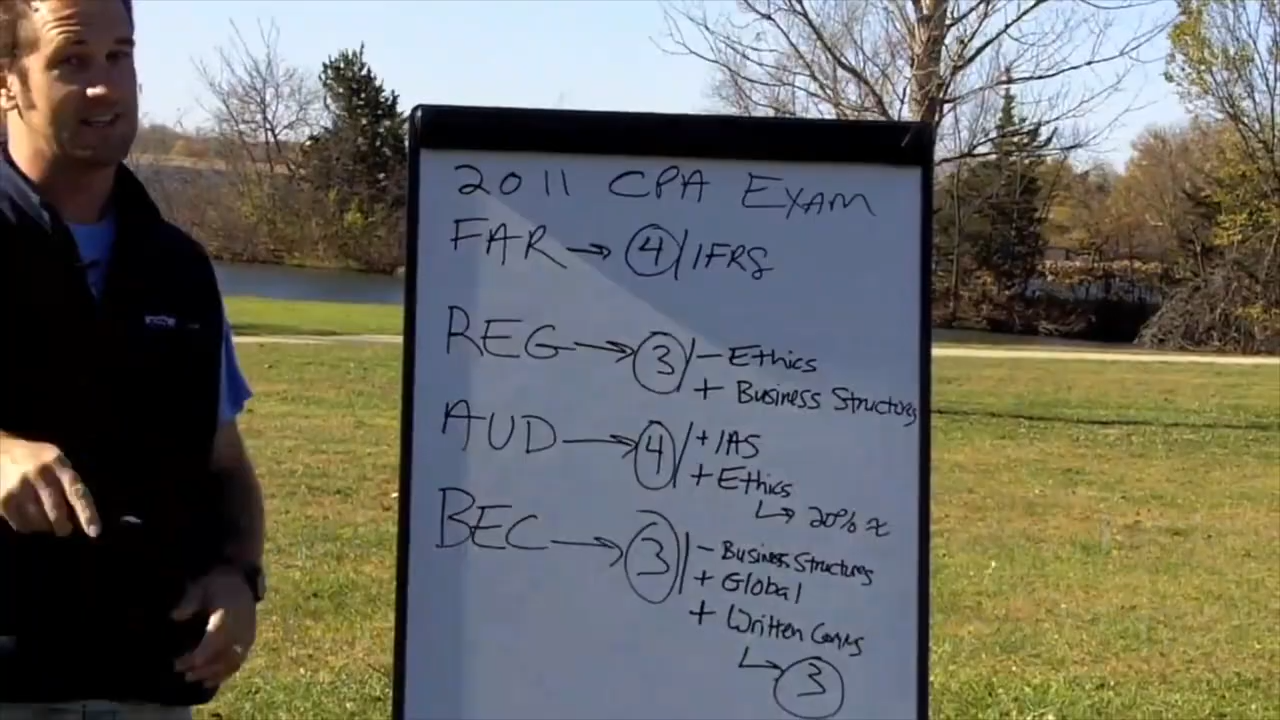 2011 CPA EXAM
FAR → 4 / IFRS
REG → 3 / - Ethics
+ Business Structures
AUD → 4 / + IAS
+ Ethics
↳ 20% ≈
BEC → 3 / - Business Structures
+ Global
+ Written Comms
↳ 3